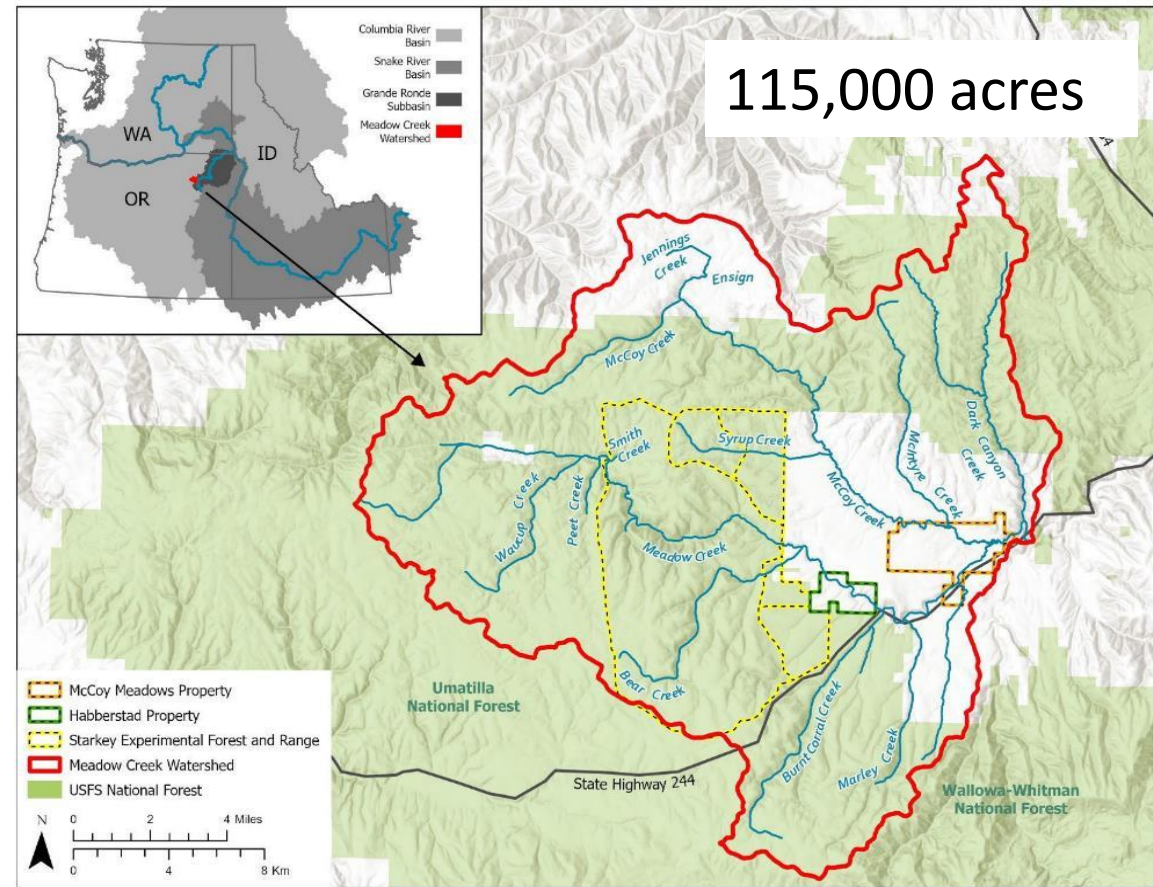 Columbia River
Basin
Snake River
Basin
Grande Ronde
Subbasin
Meadow Creek
Watershed
WA
ID
OR
115,000 acres
Jennings
Creek
Ensign
McCoy Creek
Smith
Creek
Syrup Creek
McIntyre
Creek
Dark Canyon
Creek
McCoy Creek
Waucup Creek
Peet Creek
Meadow Creek
Bear Creek
Umatilla
National Forest
Burnt Corral Creek
Marley Creek
State Highway 244
Wallowa-Whitman
National Forest
McCoy Meadows Property
Habberstad Property
Starkey Experimental Forest and Range
Meadow Creek Watershed
USFS National Forest
N
0 2 4 Miles
0 4 8 Km